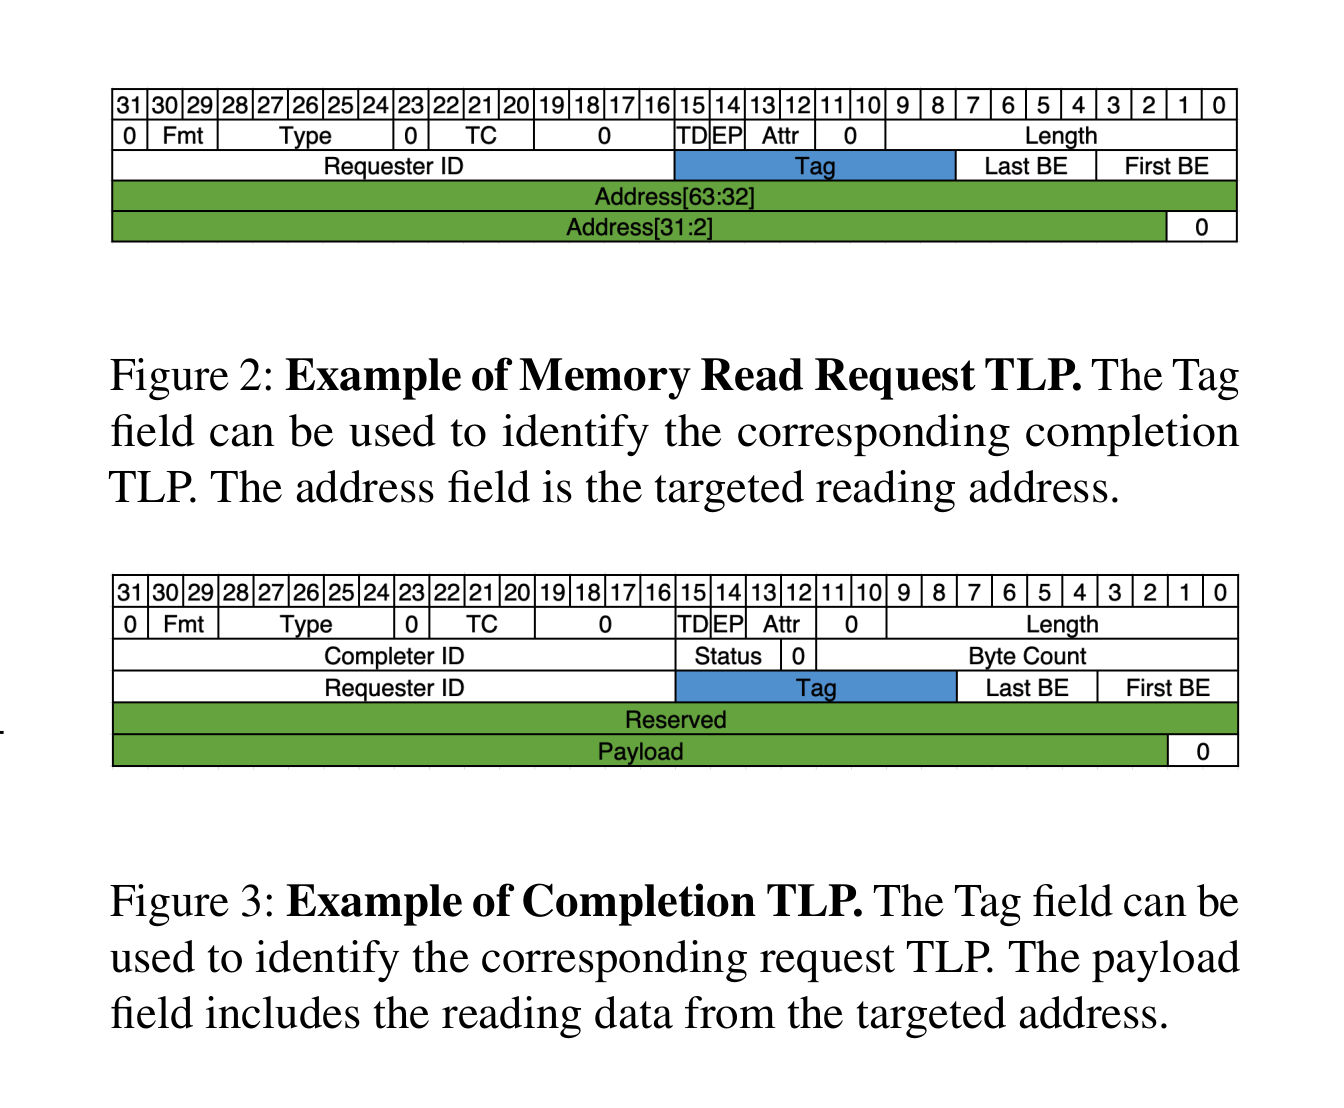 31 30 29 28 27 26 25 24 23 22 21 20 19 18 17 16 15 14 13 12 11 10 9 8 7 6 5 4 3 2 1 0
0 Fmt Type 0 TC 0 TD EP Attr 0 Length
Requester ID Tag Last BE First BE
Address[63:32]
Address[31:2] 0
Figure 2: Example of Memory Read Request TLP. The Tag
field can be used to identify the corresponding completion
TLP. The address field is the targeted reading address.
31 30 29 28 27 26 25 24 23 22 21 20 19 18 17 16 15 14 13 12 11 10 9 8 7 6 5 4 3 2 1 0
0 Fmt Type 0 TC 0 TD EP Attr 0 Length
Completer ID Status 0 Byte Count
Requester ID Tag Last BE First BE
Reserved
Payload 0
Figure 3: Example of Completion TLP. The Tag field can be
used to identify the corresponding request TLP. The payload
field includes the reading data from the targeted address.